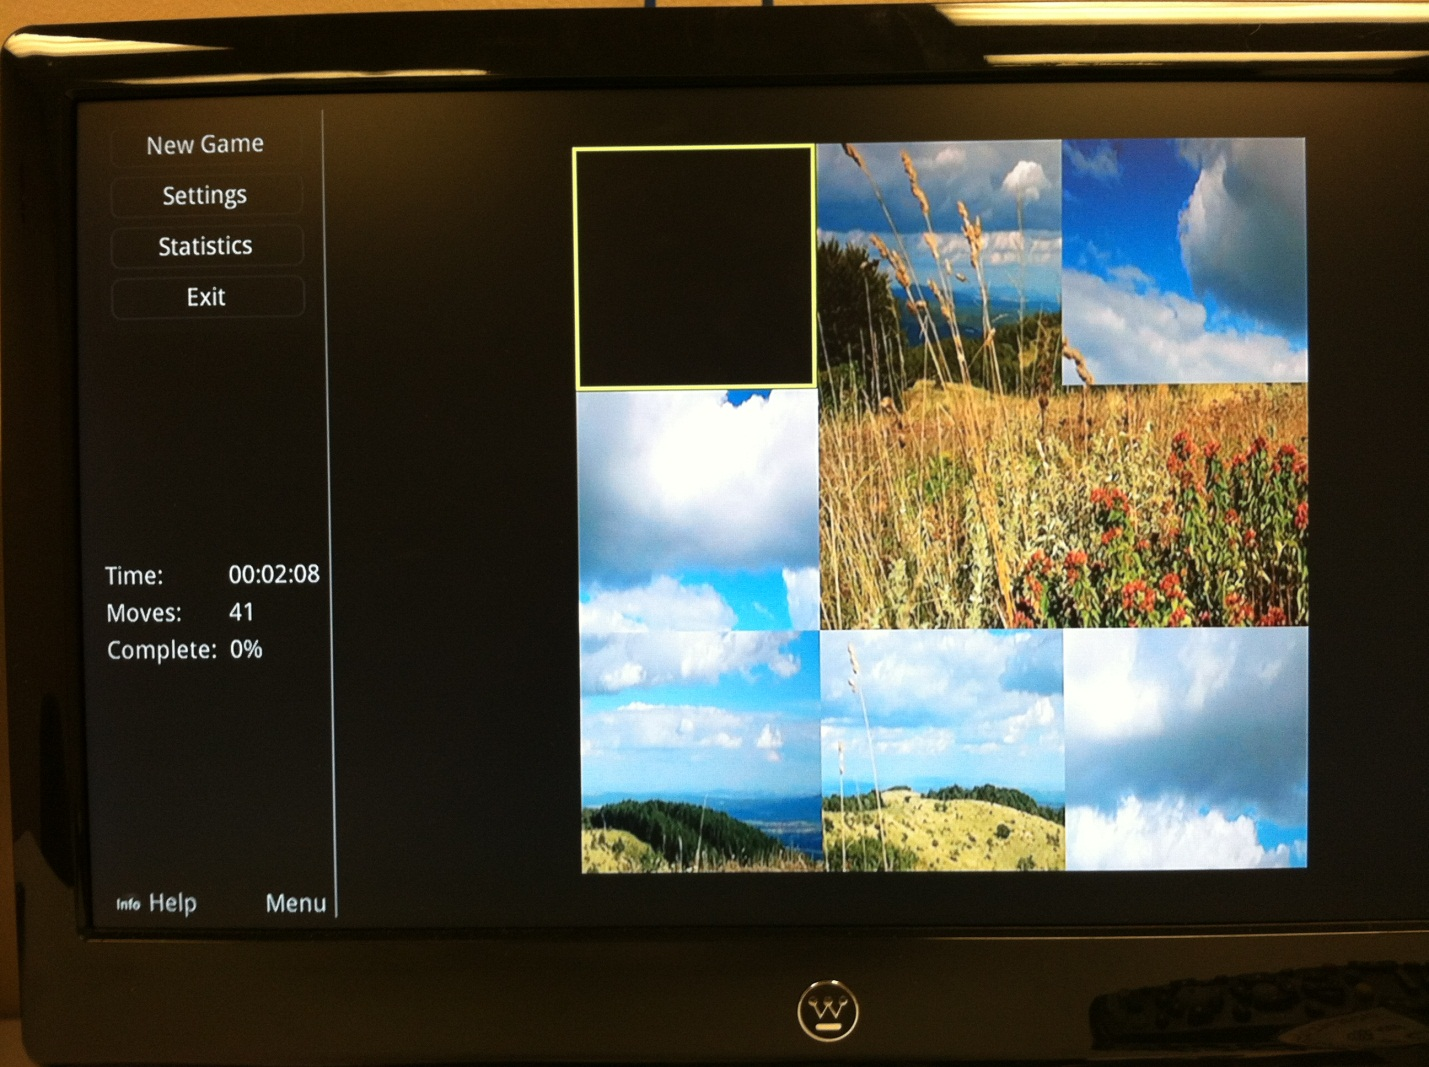 New Game
Settings
Statistics
Exit
Time: 00:02:08
Moves: 41
Complete: 0%
Info Help Menu
W